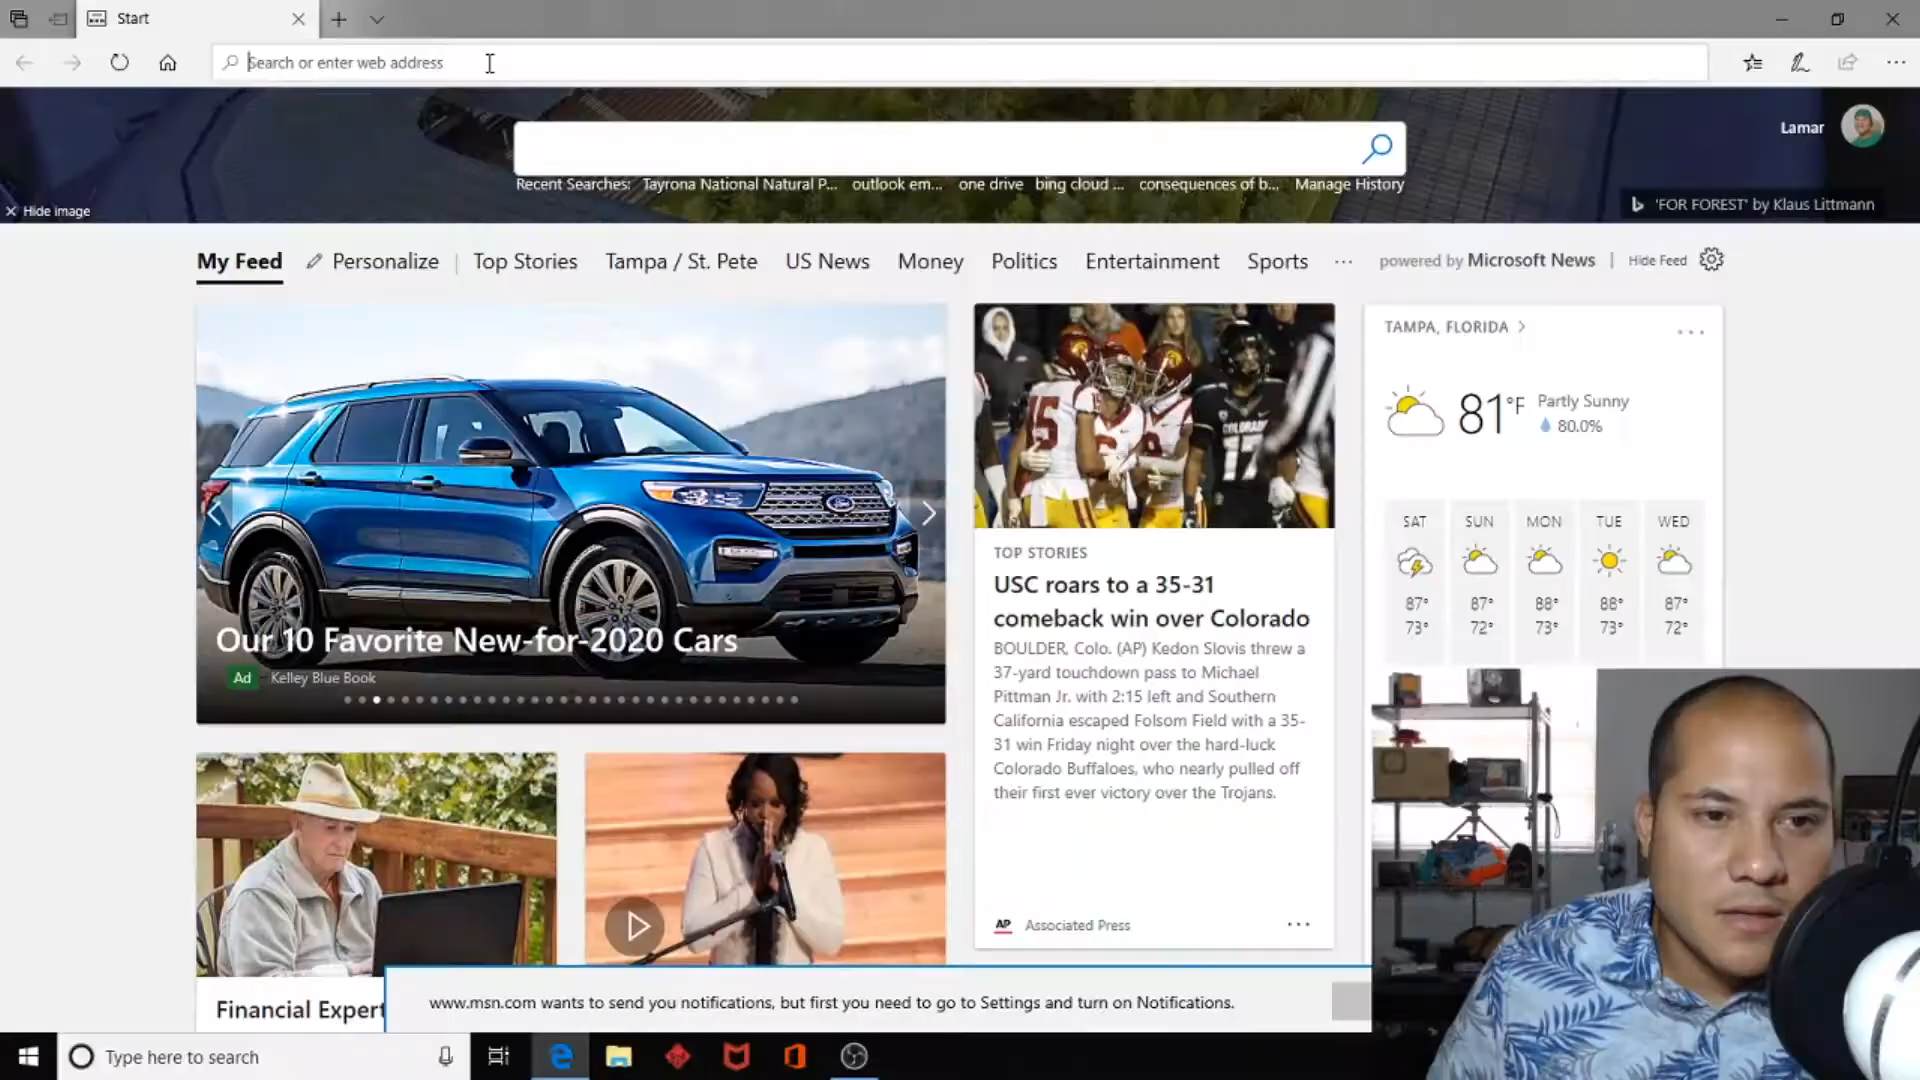 Start
Search or enter web address
Lamar
Recent Searches: Tayrona National Natural P... outlook em... one drive bing cloud ... consequences of b... Manage History
Hide image
'FOR FOREST' by Klaus Littmann
My Feed Personalize | Top Stories Tampa / St. Pete US News Money Politics Entertainment Sports ... powered by Microsoft News | Hide Feed
TAMPA, FLORIDA
81°F
Partly Sunny
80.0%
SAT SUN MON TUE WED
87° 87° 88° 88° 87°
73° 72° 73° 73° 72°
Our 10 Favorite New-for-2020 Cars
Ad Kelley Blue Book
15
COLORADO
17
TOP STORIES
USC roars to a 35-31
comeback win over Colorado
BOULDER, Colo. (AP) Kedon Slovis threw a
37-yard touchdown pass to Michael
Pittman Jr. with 2:15 left and Southern
California escaped Folsom Field with a 35-
31 win Friday night over the hard-luck
Colorado Buffaloes, who nearly pulled off
their first ever victory over the Trojans.
AP Associated Press
Financial Expert
www.msn.com wants to send you notifications, but first you need to go to Settings and turn on Notifications.
Type here to search